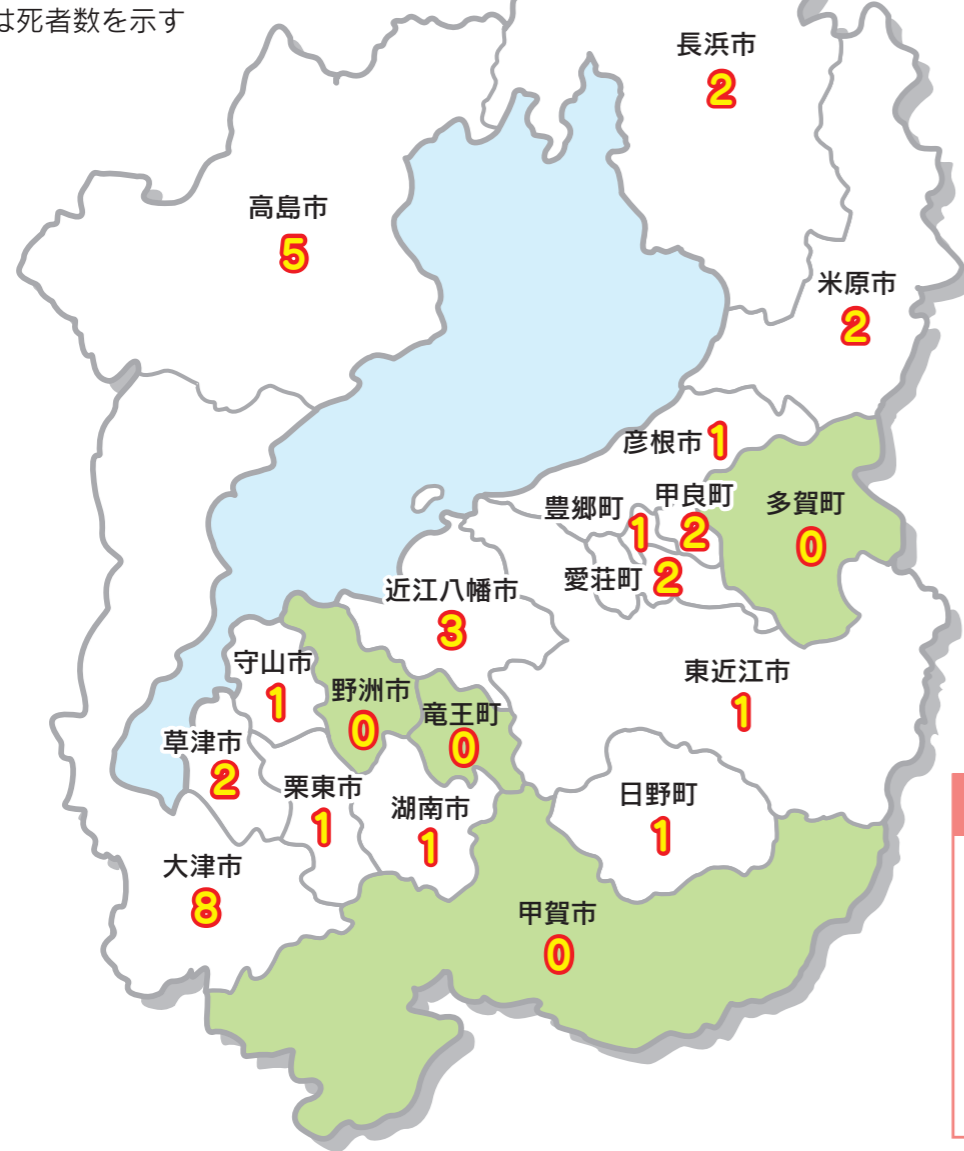 は死者数を示す
長浜市
2
高島市
5
米原市
2
彦根市 1
豊郷町
1
甲良町
2
多賀町
0
愛荘町 2
近江八幡市
3
東近江市
1
守山市
1
野洲市
0
竜王町
0
草津市
2
栗東市
1
湖南市
1
日野町
1
大津市
8
甲賀市
0